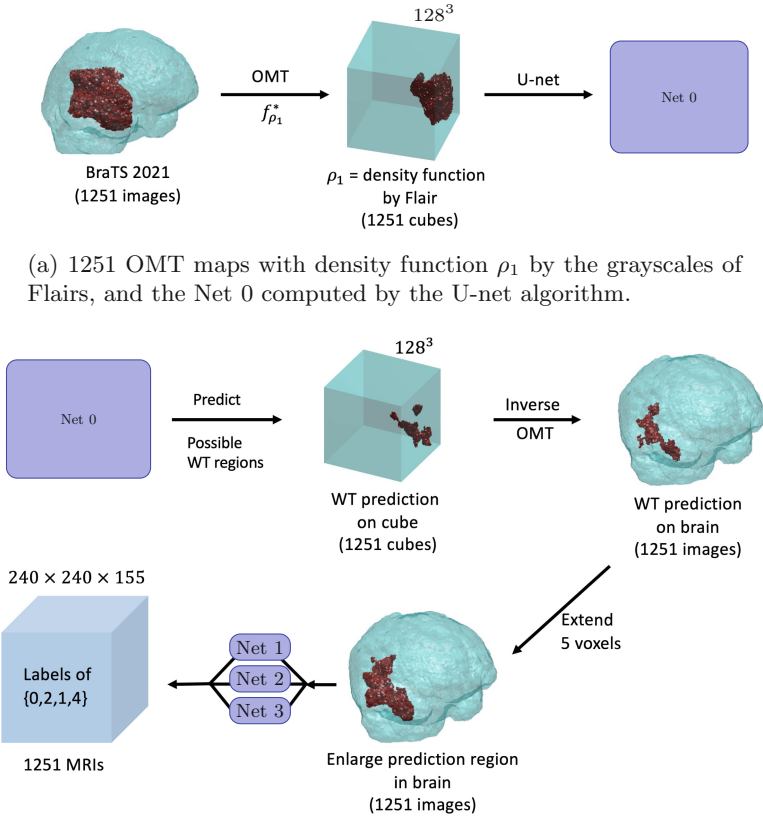 128³
OMT
f*ρ₁
U-net
Net 0
BraTS 2021
(1251 images)
ρ₁ = density function
by Flair
(1251 cubes)
(a) 1251 OMT maps with density function ρ₁ by the grayscales of
Flairs, and the Net 0 computed by the U-net algorithm.
Net 0
Predict
Possible
WT regions
128³
WT prediction
on cube
(1251 cubes)
Inverse
OMT
WT prediction
on brain
(1251 images)
Extend
5 voxels
240 × 240 × 155
Labels of
{0,2,1,4}
1251 MRIs
Net 1
Net 2
Net 3
Enlarge prediction region
in brain
(1251 images)